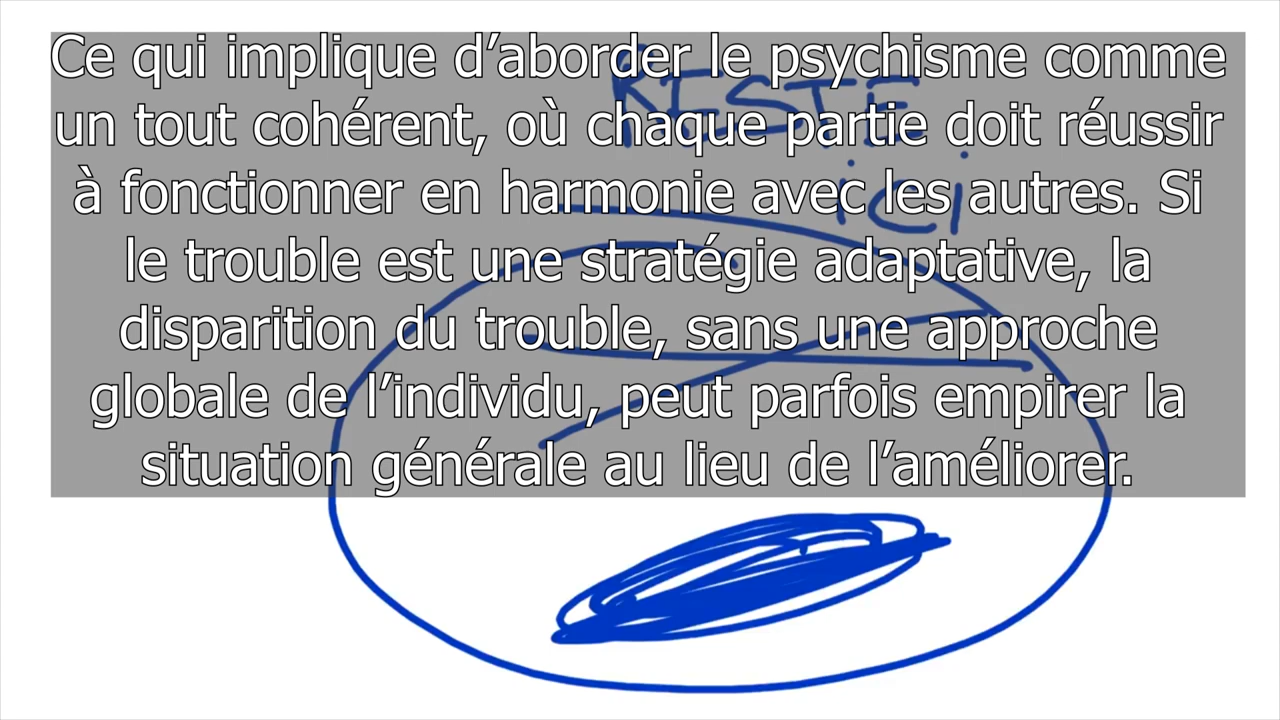 Ce qui implique d’aborder le psychisme comme
un tout cohérent, où chaque partie doit réussir
à fonctionner en harmonie avec les autres. Si
le trouble est une stratégie adaptative, la
disparition du trouble, sans une approche
globale de l’individu, peut parfois empirer la
situation générale au lieu de l’améliorer.
RESTE
ici